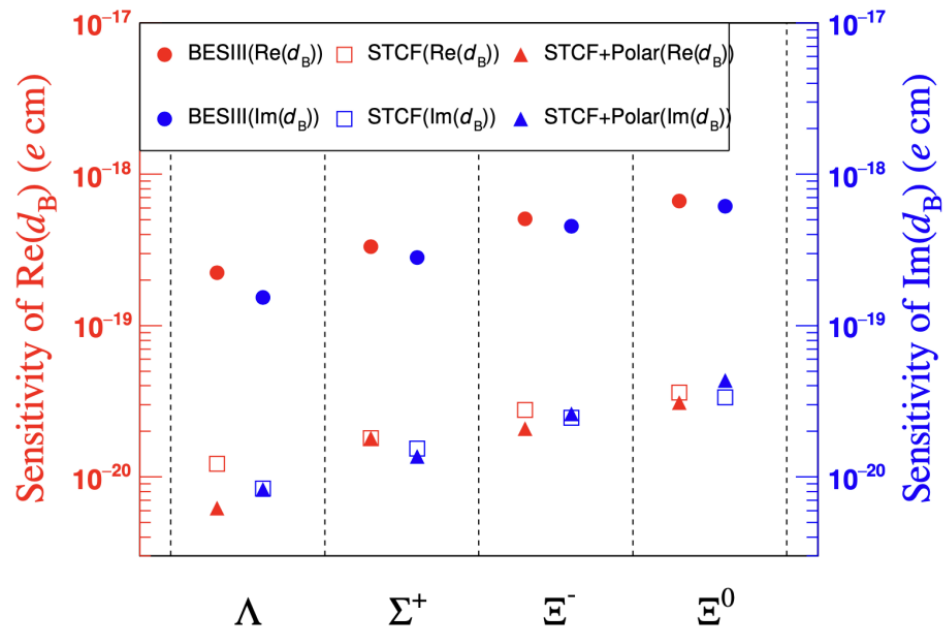 Sensitivity of Re(d_B) (e cm)
10⁻¹⁷
10⁻¹⁸
10⁻¹⁹
10⁻²⁰
BESIII(Re(d_B)) STCF(Re(d_B)) STCF+Polar(Re(d_B))
BESIII(Im(d_B)) STCF(Im(d_B)) STCF+Polar(Im(d_B))
10⁻¹⁷
10⁻¹⁸
10⁻¹⁹
10⁻²⁰
Sensitivity of Im(d_B) (e cm)
Λ Σ⁺ Ξ⁻ Ξ⁰